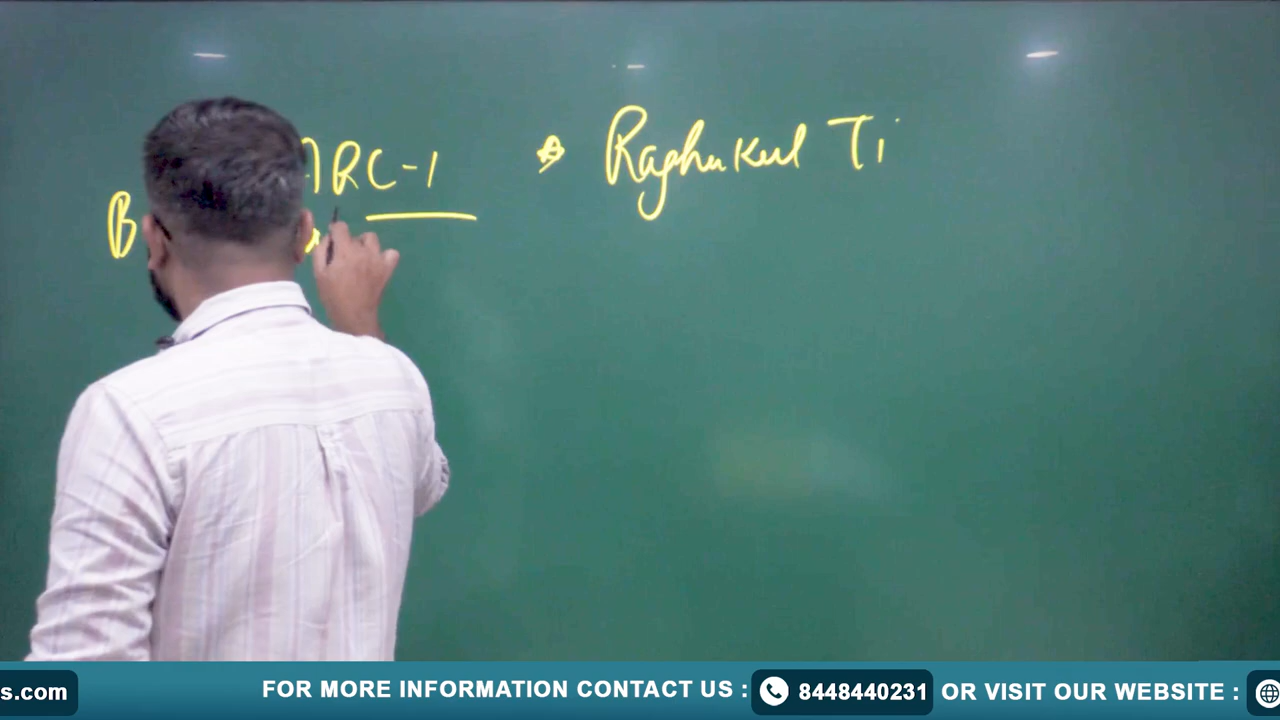 ARC-1 * Raghukul Ti
B
s.com FOR MORE INFORMATION CONTACT US : 8448440231 OR VISIT OUR WEBSITE :